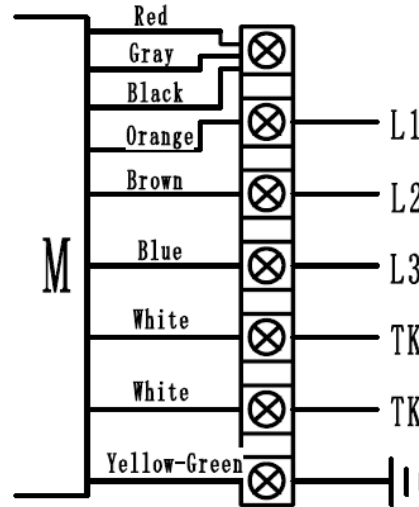 Red
Gray
Black
Orange
L1
Brown
L2
M
Blue
L3
White
TK
White
TK
Yellow-Green